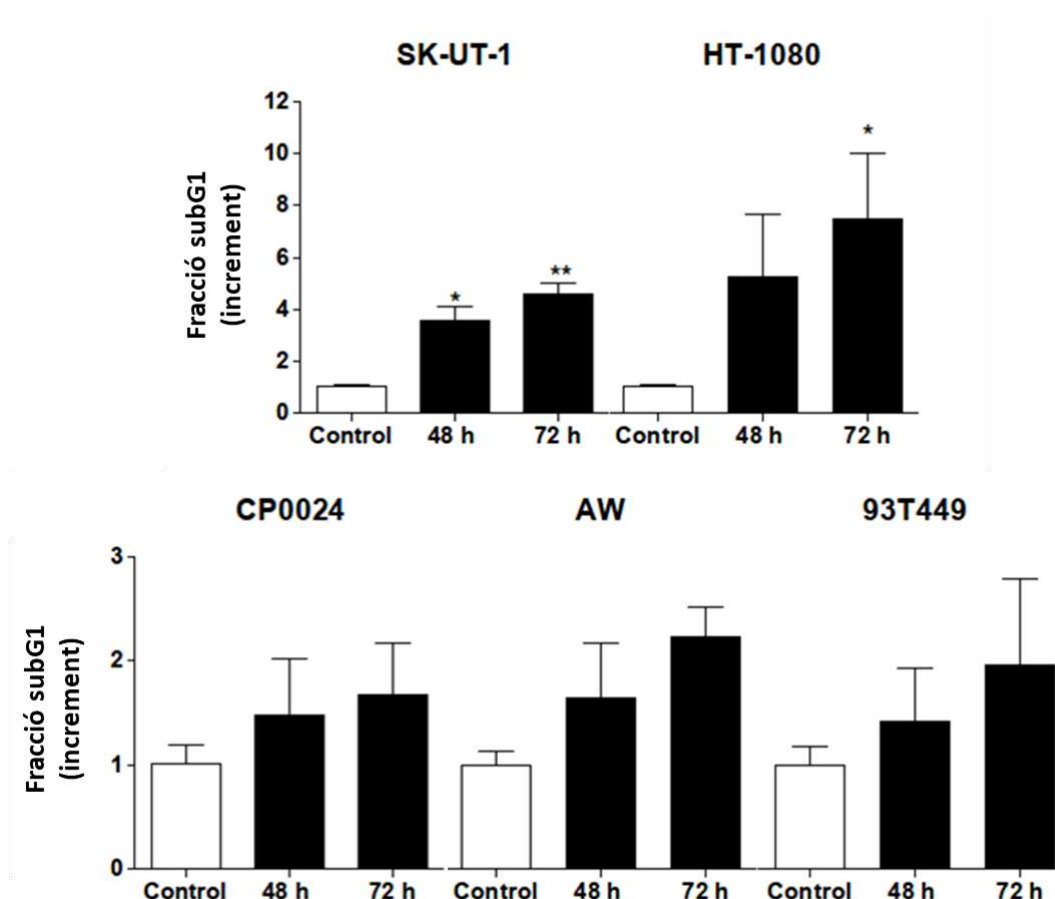 SK-UT-1 HT-1080
Fracció subG1
(increment)
12
10
8
6
4
2
0
*
**
*
Control 48 h 72 h Control 48 h 72 h
CP0024 AW 93T449
Fracció subG1
(increment)
3
2
1
0
Control 48 h 72 h Control 48 h 72 h Control 48 h 72 h